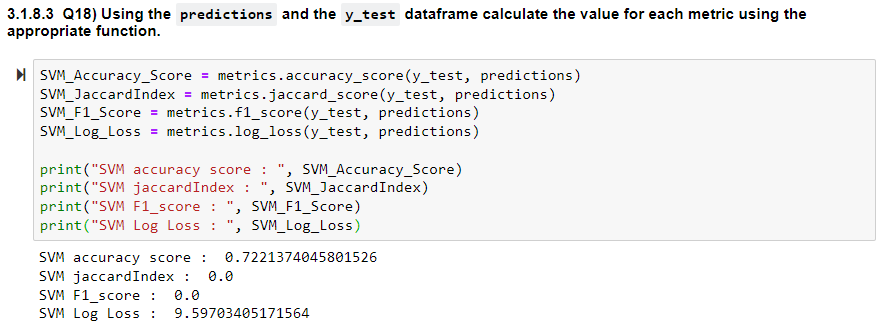 3.1.8.3 Q18) Using the predictions and the y_test dataframe calculate the value for each metric using the
appropriate function.
SVM_Accuracy_Score = metrics.accuracy_score(y_test, predictions)
SVM_JaccardIndex = metrics.jaccard_score(y_test, predictions)
SVM_F1_Score = metrics.f1_score(y_test, predictions)
SVM_Log_Loss = metrics.log_loss(y_test, predictions)
print("SVM accuracy score : ", SVM_Accuracy_Score)
print("SVM jaccardIndex : ", SVM_JaccardIndex)
print("SVM F1_score : ", SVM_F1_Score)
print("SVM Log Loss : ", SVM_Log_Loss)
SVM accuracy score :  0.7221374045801526
SVM jaccardIndex :  0.0
SVM F1_score :  0.0
SVM Log Loss :  9.59703405171564